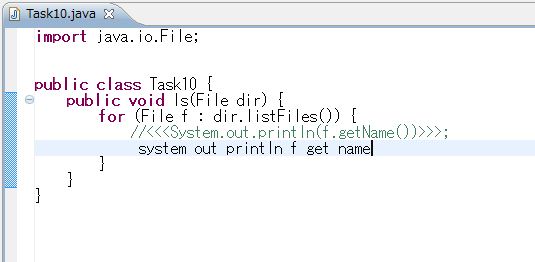 Task10.java
import java.io.File;
public class Task10 {
public void ls(File dir) {
for (File f : dir.listFiles()) {
//<<<System.out.println(f.getName())>>>;
system out println f get name
}
}
}